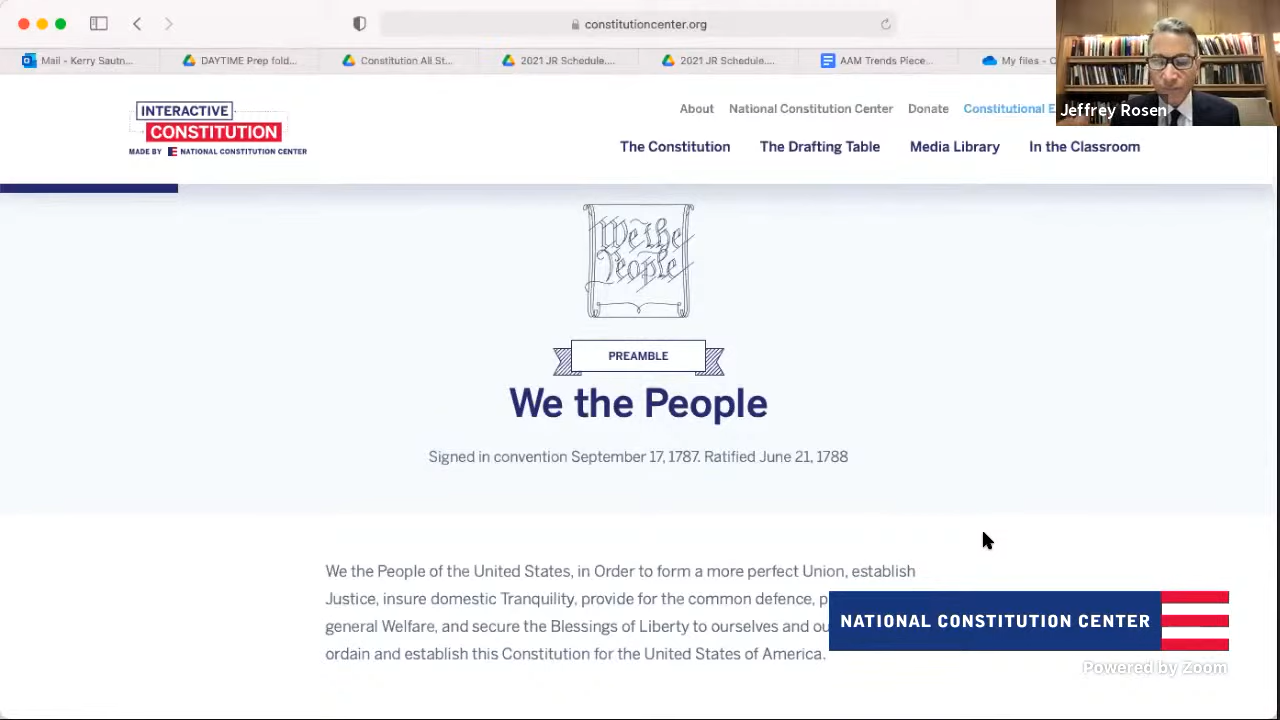 constitutioncenter.org
Mail - Kerry Sautn...
DAYTIME Prep fold...
Constitution All St...
2021 JR Schedule....
2021 JR Schedule....
AAM Trends Piece...
My files -
Jeffrey Rosen
INTERACTIVE
CONSTITUTION
MADE BY NATIONAL CONSTITUTION CENTER
About
National Constitution Center
Donate
Constitutional E
The Constitution
The Drafting Table
Media Library
In the Classroom
We the
People
PREAMBLE
We the People
Signed in convention September 17, 1787. Ratified June 21, 1788
We the People of the United States, in Order to form a more perfect Union, establish
Justice, insure domestic Tranquility, provide for the common defence, p
general Welfare, and secure the Blessings of Liberty to ourselves and ou
ordain and establish this Constitution for the United States of America.
NATIONAL CONSTITUTION CENTER
Powered by Zoom